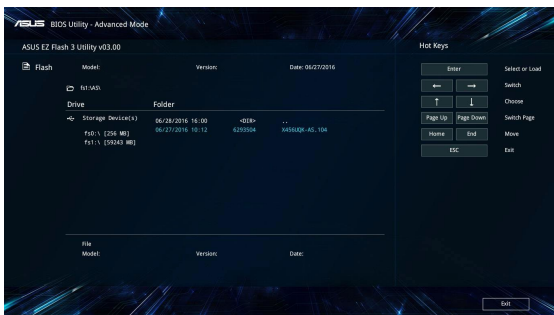 ASUS BIOS Utility - Advanced Mode
ASUS EZ Flash 3 Utility v03.00
Hot Keys
Flash Model: Version: Date: 06/27/2016
fs1:\AS\
Drive Folder
Storage Device(s)
fs0:\ [256 MB]
fs1:\ [59243 MB]
06/28/2016 16:00 <DIR> ..
06/27/2016 10:12 6293504 X456UQK-AS.104
File
Model: Version: Date:
Enter Select or Load
← → Switch
↑ ↓ Choose
Page Up Page Down Switch Page
Home End Move
ESC Exit
Exit